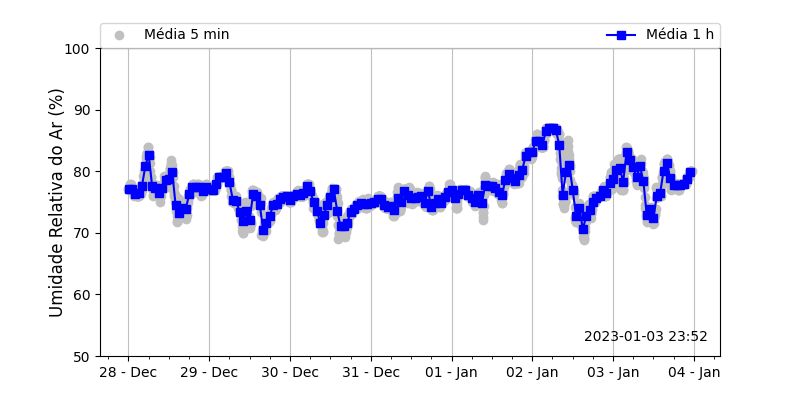 Média 5 min
Média 1 h
100
90
80
70
60
50
Umidade Relativa do Ar (%)
2023-01-03 23:52
28 - Dec
29 - Dec
30 - Dec
31 - Dec
01 - Jan
02 - Jan
03 - Jan
04 - Jan